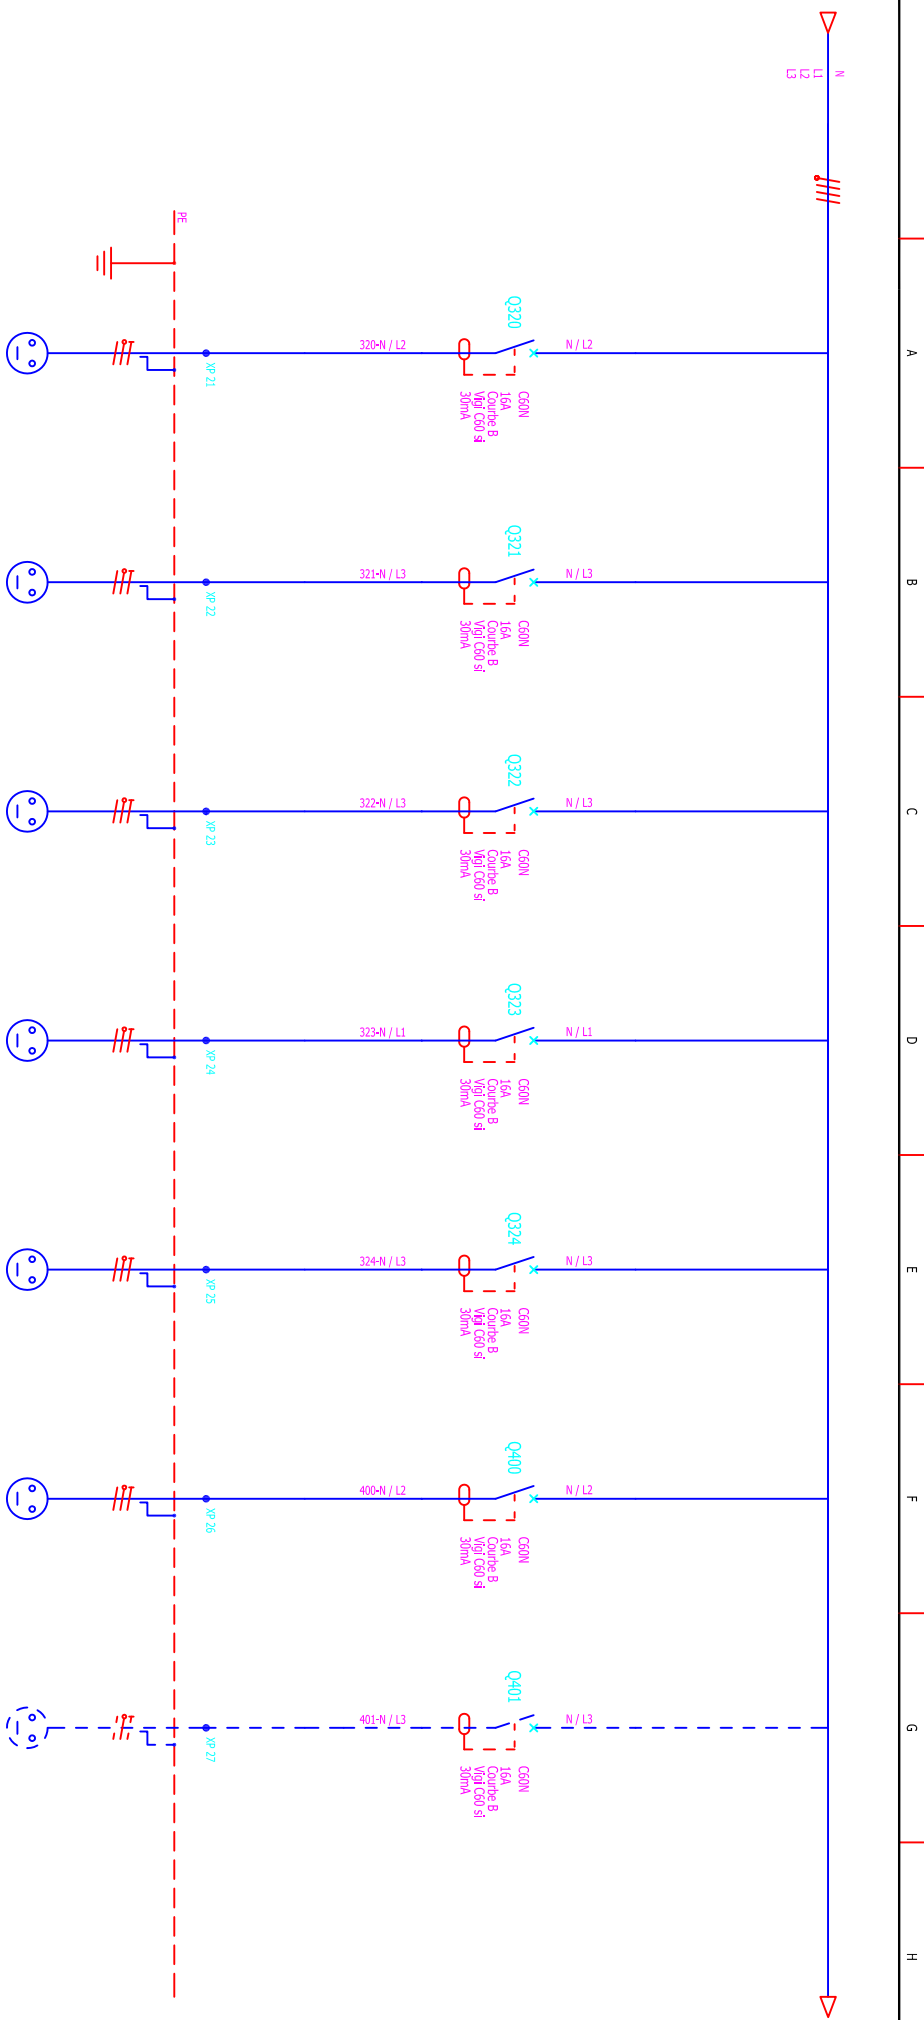 A
B
C
D
E
F
G
H
N
L1
L2
L3
N / L2
Q320
C60N
16A
Courbe B
Vigi C60 si
30mA
320-N / L2
XP 21
N / L3
Q321
C60N
16A
Courbe B
Vigi C60 si
30mA
321-N / L3
XP 22
N / L3
Q322
C60N
16A
Courbe B
Vigi C60 si
30mA
322-N / L3
XP 23
N / L1
Q323
C60N
16A
Courbe B
Vigi C60 si
30mA
323-N / L1
XP 24
N / L3
Q324
C60N
16A
Courbe B
Vigi C60 si
30mA
324-N / L3
XP 25
N / L2
Q400
C60N
16A
Courbe B
Vigi C60 si
30mA
400-N / L2
XP 26
N / L3
Q401
C60N
16A
Courbe B
Vigi C60 si
30mA
401-N / L3
XP 27
PE